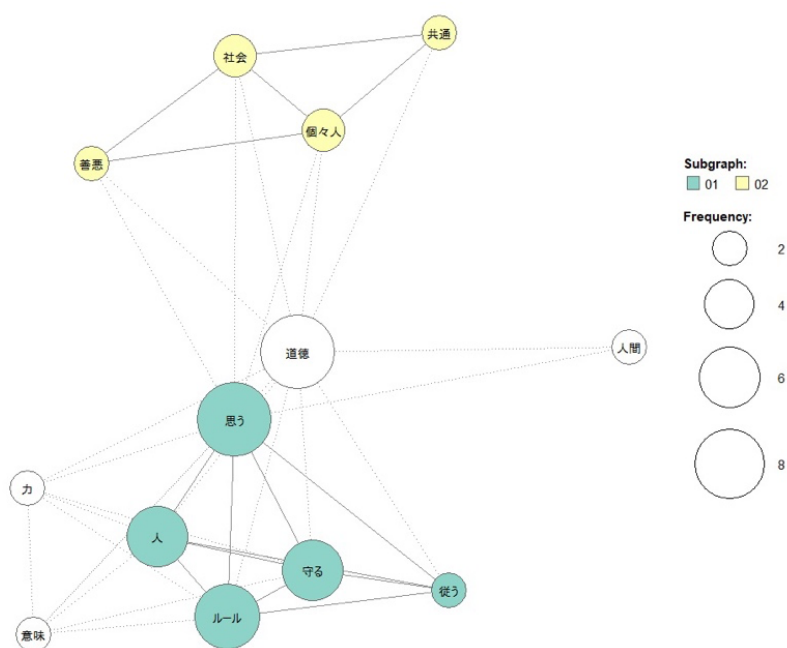 共通
社会
個々人
善悪
Subgraph:
01 02
Frequency:
2
4
6
8
道徳
人間
思う
力
人
守る
従う
ルール
意味